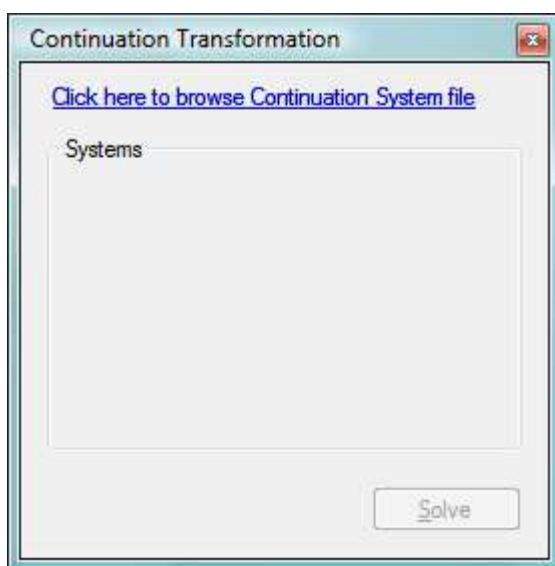 Continuation Transformation
Click here to browse Continuation System file
Systems
Solve